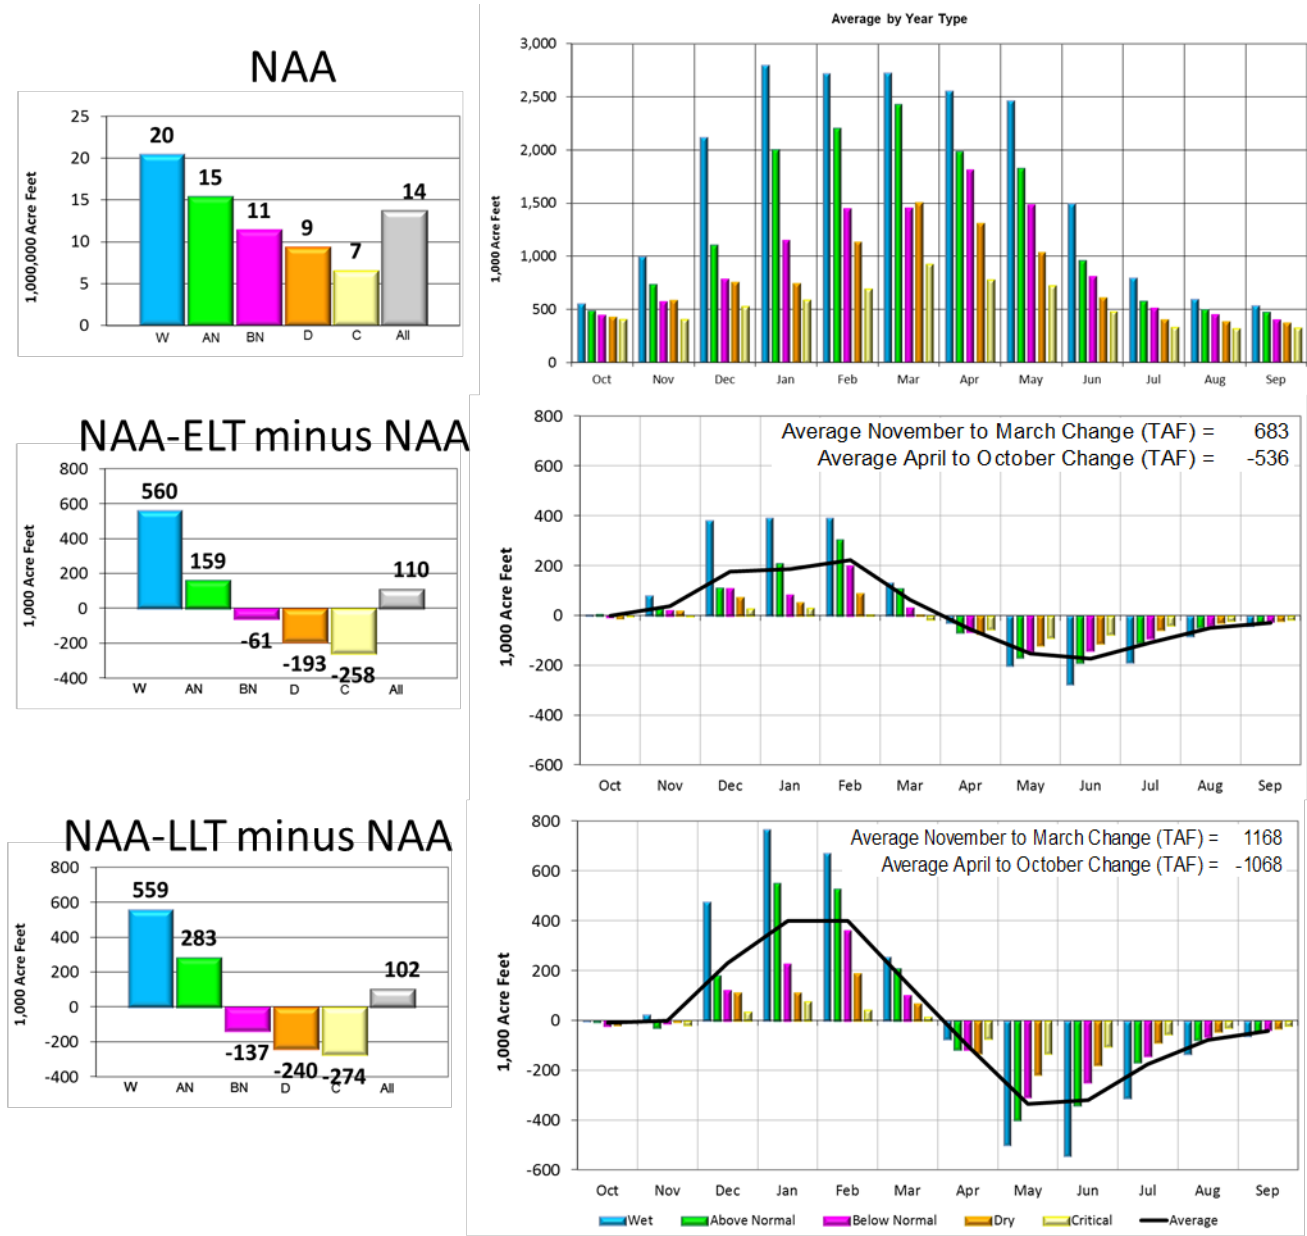 NAA
1,000,000 Acre Feet
25
20
15
10
5
0
20
15
11
9
7
14
W AN BN D C All
Average by Year Type
1,000 Acre Feet
3,000
2,500
2,000
1,500
1,000
500
0
Oct Nov Dec Jan Feb Mar Apr May Jun Jul Aug Sep
NAA-ELT minus NAA
1,000 Acre Feet
800
600
400
200
0
-200
-400
560
159
-61
-193
-258
110
W AN BN D C All
Average November to March Change (TAF) = 683
Average April to October Change (TAF) = -536
1,000 Acre Feet
800
600
400
200
0
-200
-400
-600
Oct Nov Dec Jan Feb Mar Apr May Jun Jul Aug Sep
NAA-LLT minus NAA
1,000 Acre Feet
800
600
400
200
0
-200
-400
559
283
-137
-240
-274
102
W AN BN D C All
Average November to March Change (TAF) = 1168
Average April to October Change (TAF) = -1068
1,000 Acre Feet
800
600
400
200
0
-200
-400
-600
Oct Nov Dec Jan Feb Mar Apr May Jun Jul Aug Sep
Wet Above Normal Below Normal Dry Critical Average